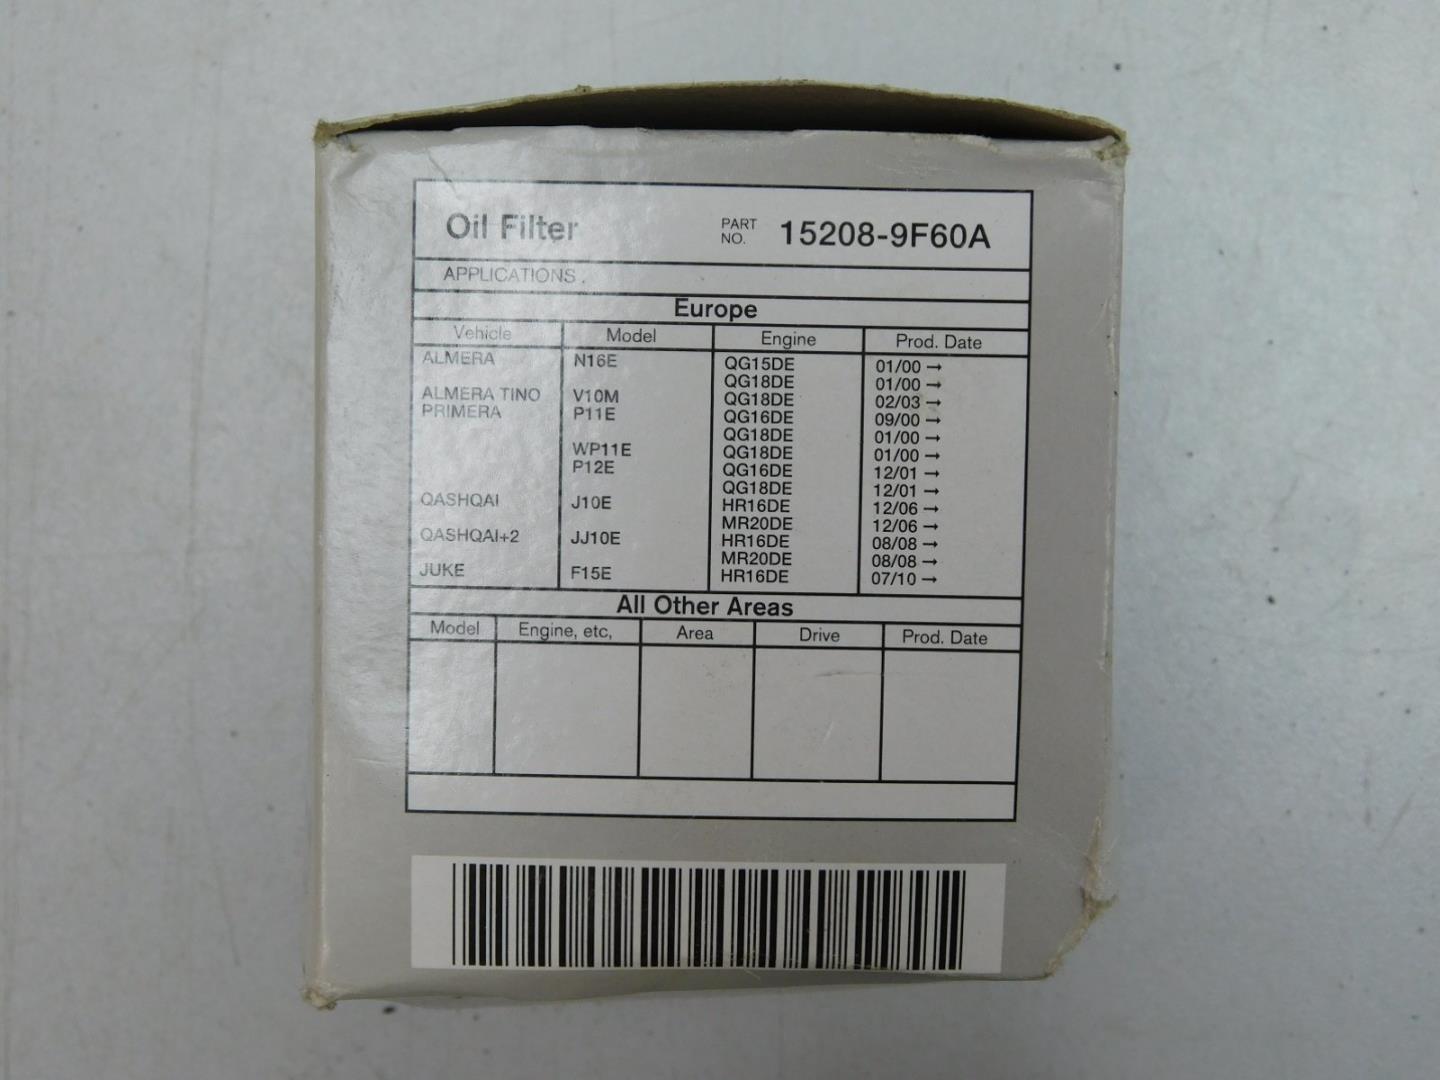 Oil Filter PART NO. 15208-9F60A
APPLICATIONS
Europe
Vehicle Model Engine Prod. Date
ALMERA N16E QG15DE 01/00 →
QG18DE 01/00 →
ALMERA TINO V10M QG18DE 02/03 →
PRIMERA P11E QG16DE 09/00 →
QG18DE 01/00 →
WP11E QG18DE 01/00 →
P12E QG16DE 12/01 →
QG18DE 12/01 →
QASHQAI J10E HR16DE 12/06 →
MR20DE 12/06 →
QASHQAI+2 JJ10E HR16DE 08/08 →
MR20DE 08/08 →
JUKE F15E HR16DE 07/10 →
All Other Areas
Model Engine, etc, Area Drive Prod. Date